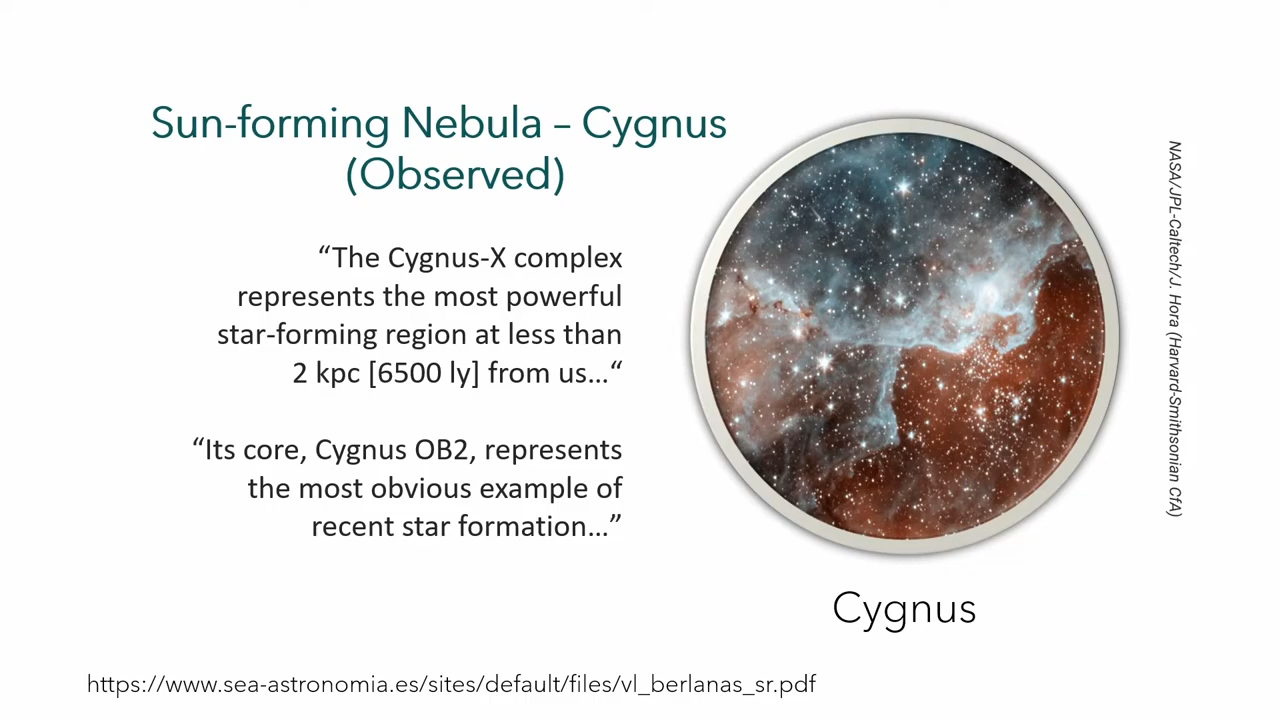 Sun-forming Nebula – Cygnus
(Observed)
“The Cygnus-X complex
represents the most powerful
star-forming region at less than
2 kpc [6500 ly] from us…“
“Its core, Cygnus OB2, represents
the most obvious example of
recent star formation…”
NASA/JPL-Caltech/J. Hora (Harvard-Smithsonian CfA)
Cygnus
https://www.sea-astronomia.es/sites/default/files/vl_berlanas_sr.pdf